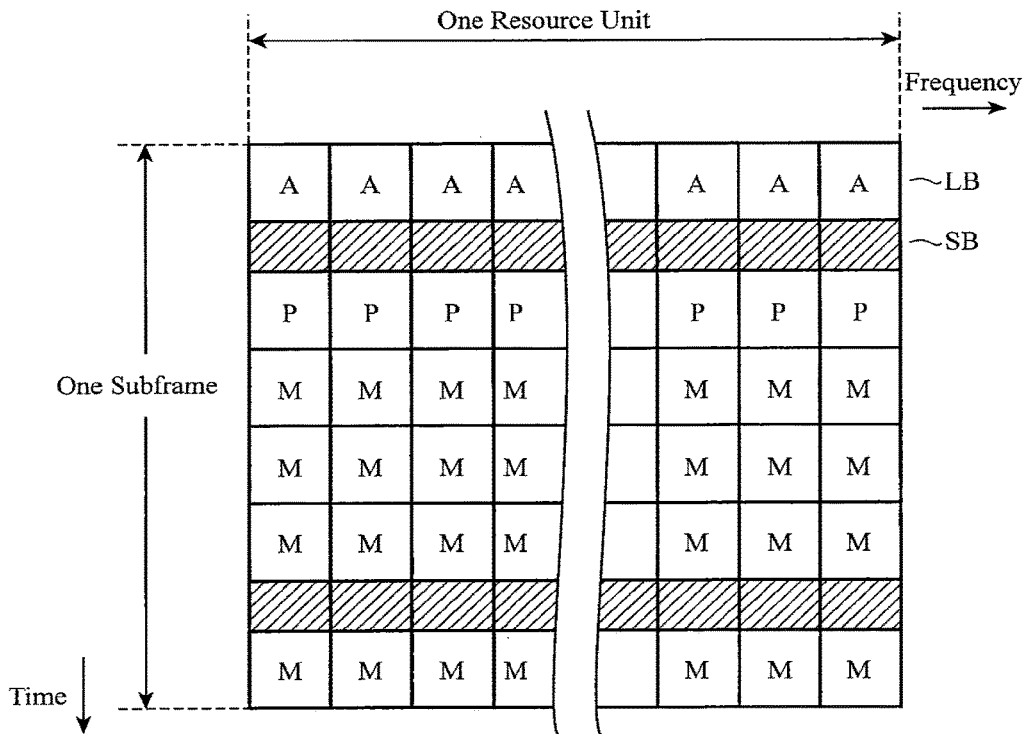 One Resource Unit
Frequency
A A A A A A A
LB
SB
P P P P P P P
M M M M M M M
One Subframe
M M M M M M M
M M M M M M M
M M M M M M M
Time